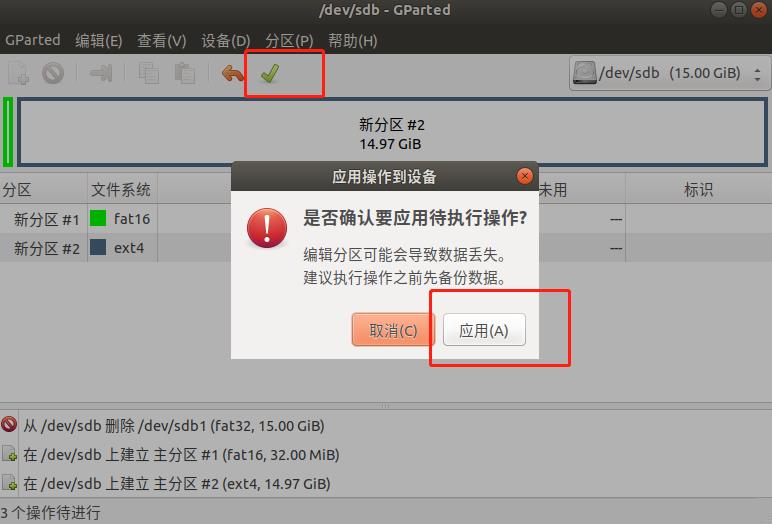 /dev/sdb - GParted
GParted 编辑(E) 查看(V) 设备(D) 分区(P) 帮助(H)
/dev/sdb (15.00 GiB)
新分区 #2
14.97 GiB
分区 文件系统 未用 标识
新分区 #1 fat16 ---
新分区 #2 ext4 ---
应用操作到设备
是否确认要应用待执行操作?
编辑分区可能会导致数据丢失。
建议执行操作之前先备份数据。
取消(C) 应用(A)
从 /dev/sdb 删除 /dev/sdb1 (fat32, 15.00 GiB)
在 /dev/sdb 上建立 主分区 #1 (fat16, 32.00 MiB)
在 /dev/sdb 上建立 主分区 #2 (ext4, 14.97 GiB)
3 个操作待进行